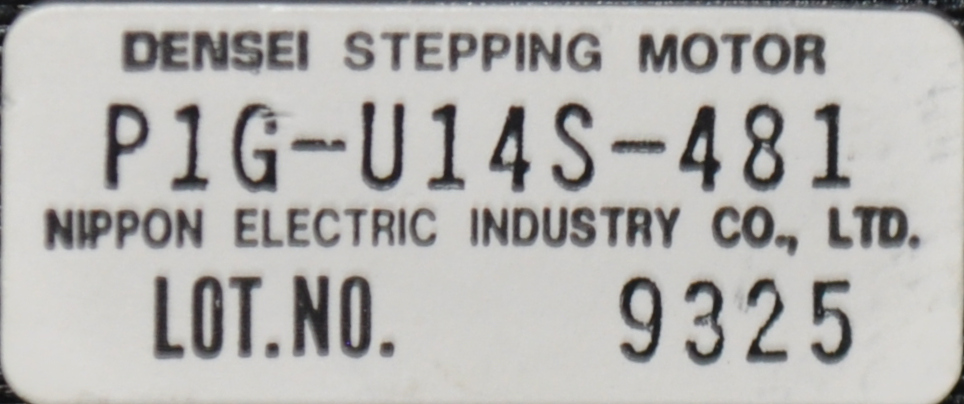 DENSEI STEPPING MOTOR
P1G-U14S-481
NIPPON ELECTRIC INDUSTRY CO., LTD.
LOT.NO. 9325